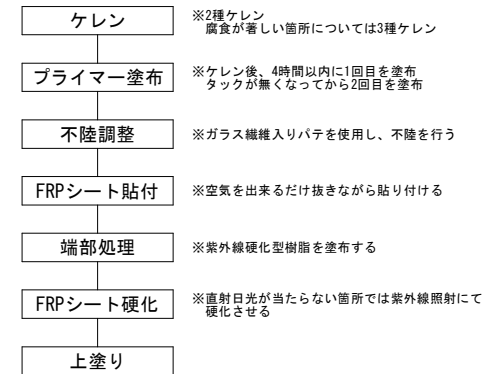 ケレン
※2種ケレン
腐食が著しい箇所については3種ケレン
プライマー塗布
※ケレン後、4時間以内に1回目を塗布
タックが無くなってから2回目を塗布
不陸調整
※ガラス繊維入りパテを使用し、不陸を行う
FRPシート貼付
※空気を出来るだけ抜きながら貼り付ける
端部処理
※紫外線硬化型樹脂を塗布する
FRPシート硬化
※直射日光が当たらない箇所では紫外線照射にて
硬化させる
上塗り